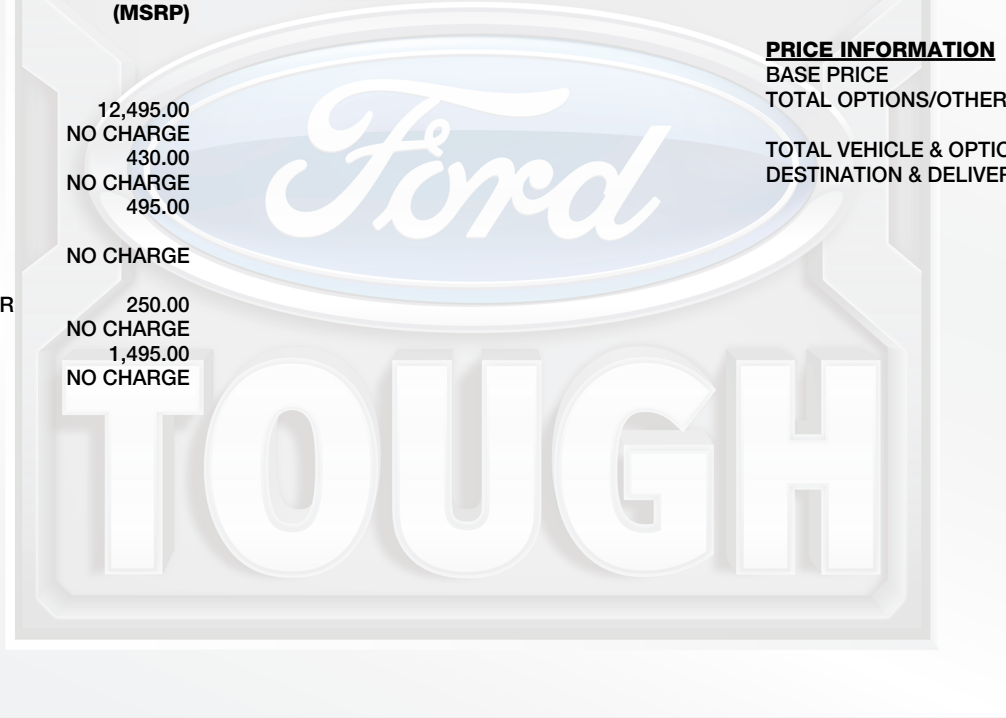 (MSRP)
12,495.00
NO CHARGE
430.00
NO CHARGE
495.00
NO CHARGE
R 250.00
NO CHARGE
1,495.00
NO CHARGE
PRICE INFORMATION
BASE PRICE
TOTAL OPTIONS/OTHER
TOTAL VEHICLE & OPTIO
DESTINATION & DELIVER
Ford
TOUGH